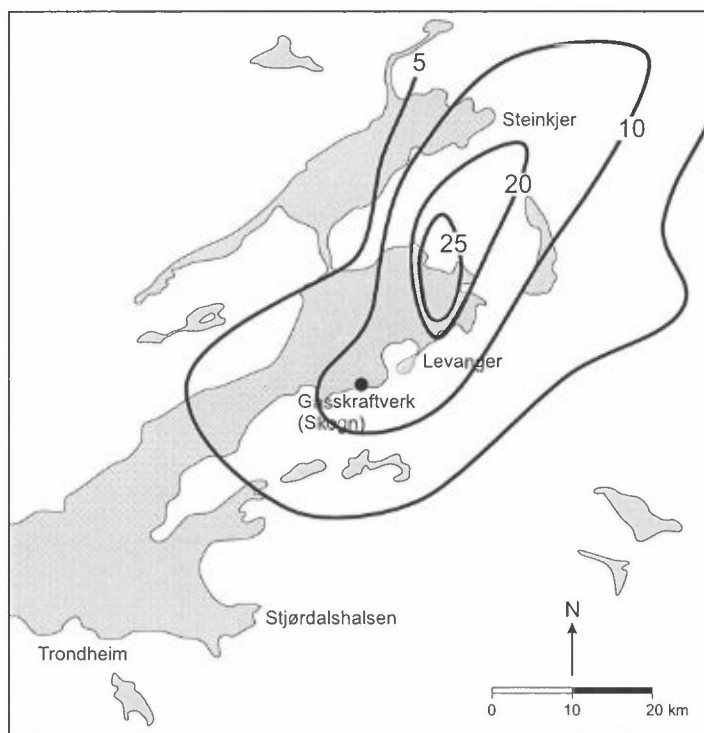 5
10
Steinkjer
20
25
Levanger
Gasskraftverk
(Skogn)
Stjørdalshalsen
Trondheim
N
0 10 20 km